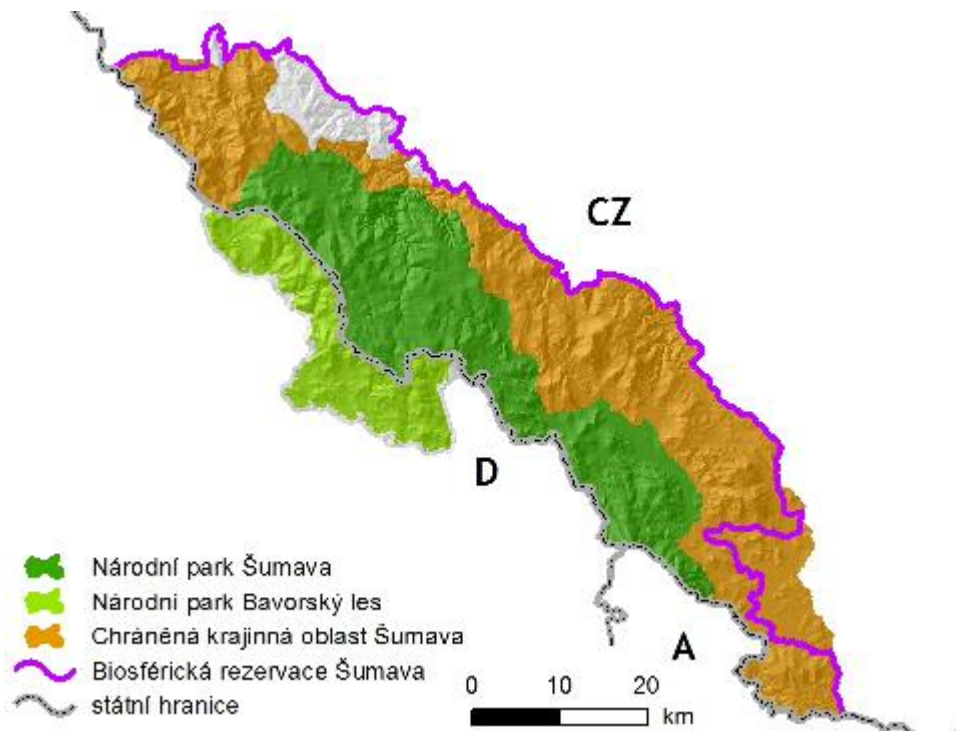 CZ
D
A
Národní park Šumava
Národní park Bavorský les
Chráněná krajinná oblast Šumava
Biosférická rezervace Šumava
státní hranice
0 10 20
km